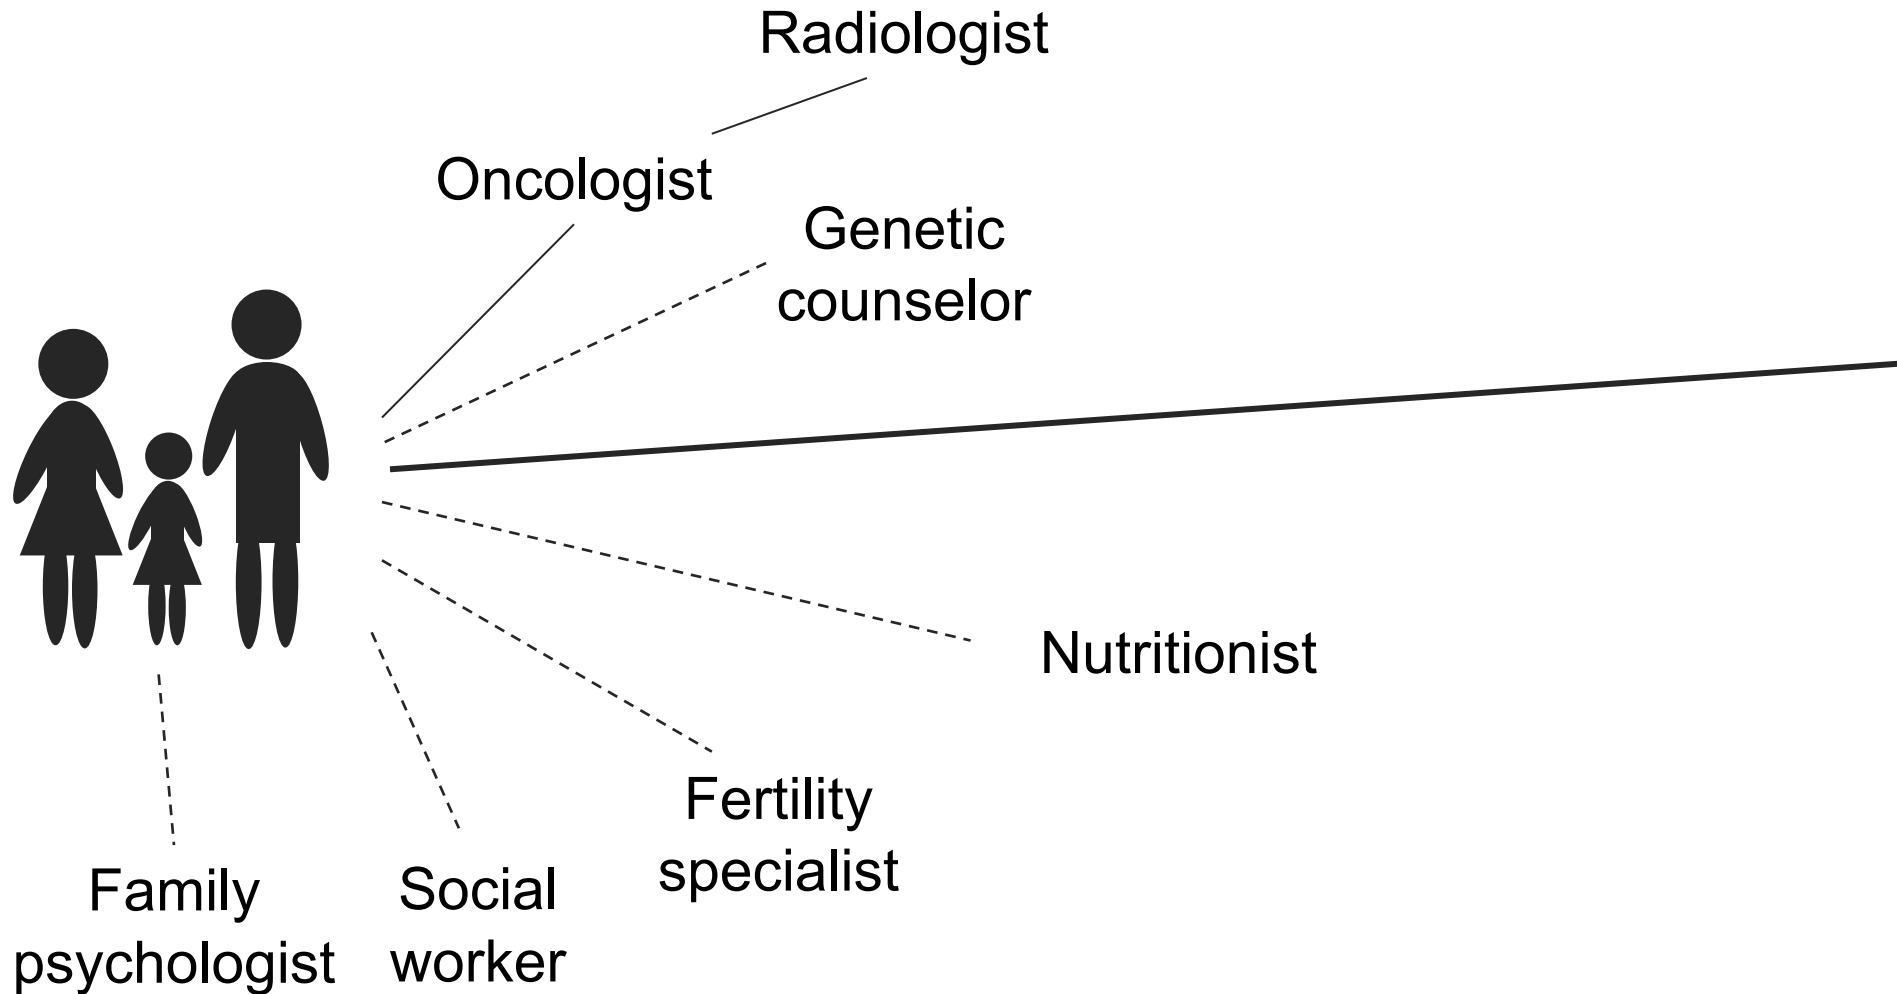 Radiologist
Oncologist
Genetic
counselor
Nutritionist
Fertility
specialist
Social
worker
Family
psychologist